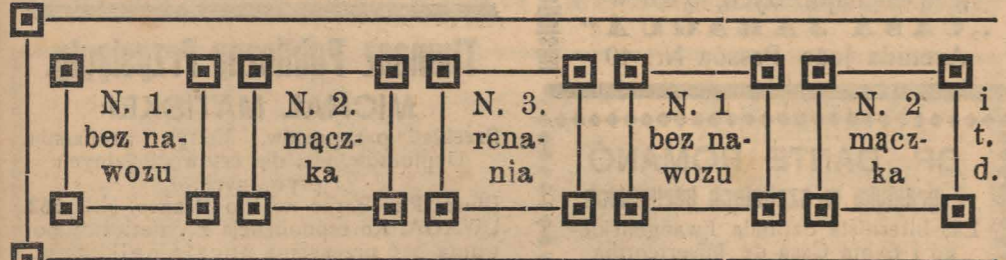 N. 1.
bez na-
wozu
N. 2.
mącz-
ka
N. 3.
rena-
nia
N. 1
bez na-
wozu
N. 2
mącz-
ka
i
t.
d.